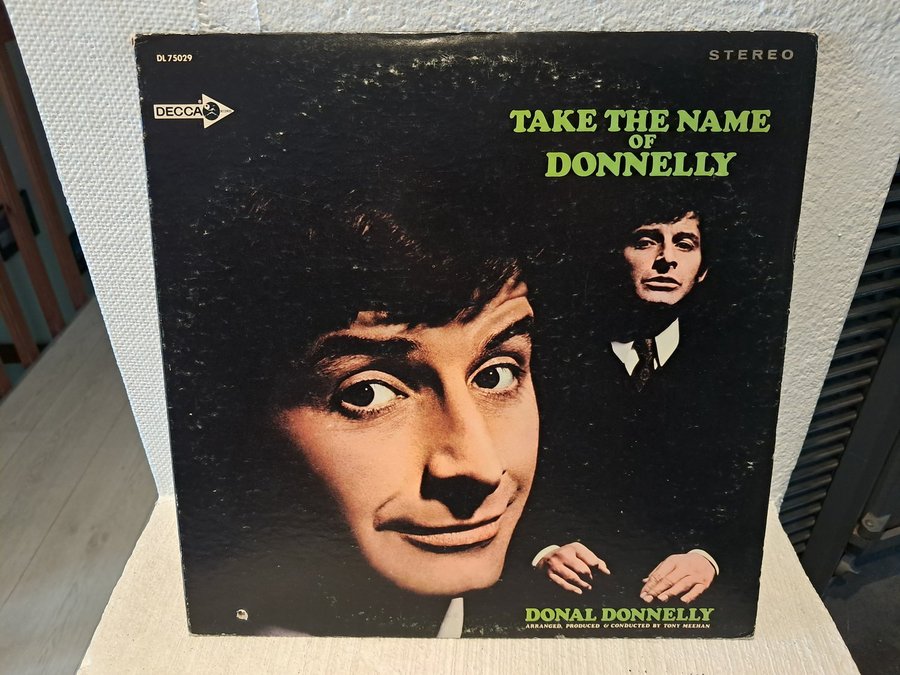 DL 75029
STEREO
DECCA
TAKE THE NAME
OF
DONNELLY
DONAL DONNELLY
ARRANGED, PRODUCED & CONDUCTED BY TONY MEEHAN